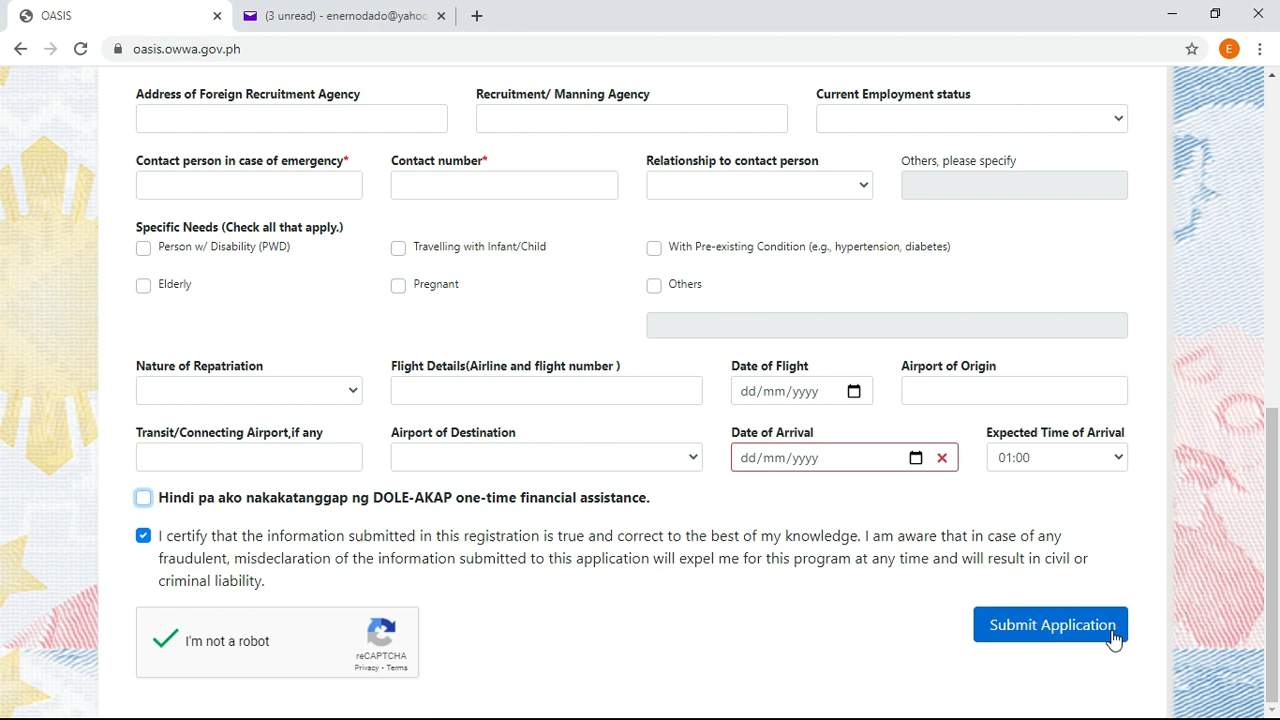 OASIS
(3 unread) - enernodado@yahoo
oasis.owwa.gov.ph
E
Address of Foreign Recruitment Agency
Recruitment/ Manning Agency
Current Employment status
Contact person in case of emergency*
Contact number*
Relationship to contact person
Others, please specify
Specific Needs (Check all that apply.)
Person w/ Disability (PWD)
Travelling with Infant/Child
With Pre-existing Condition (e.g., hypertension, diabetes)
Elderly
Pregnant
Others
Nature of Repatriation
Flight Details(Airline and flight number )
Date of Flight
Airport of Origin
dd/mm/yyyy
Transit/Connecting Airport,if any
Airport of Destination
Date of Arrival
Expected Time of Arrival
dd/mm/yyyy
01:00
Hindi pa ako nakakatanggap ng DOLE-AKAP one-time financial assistance.
I certify that the information submitted in this registration is true and correct to the best of my knowledge. I am aware that in case of any
fraudulent, misdeclaration of the information submitted to this application will expel me for this program at any time and will result in civil or
criminal liability.
I'm not a robot
reCAPTCHA
Privacy - Terms
Submit Application